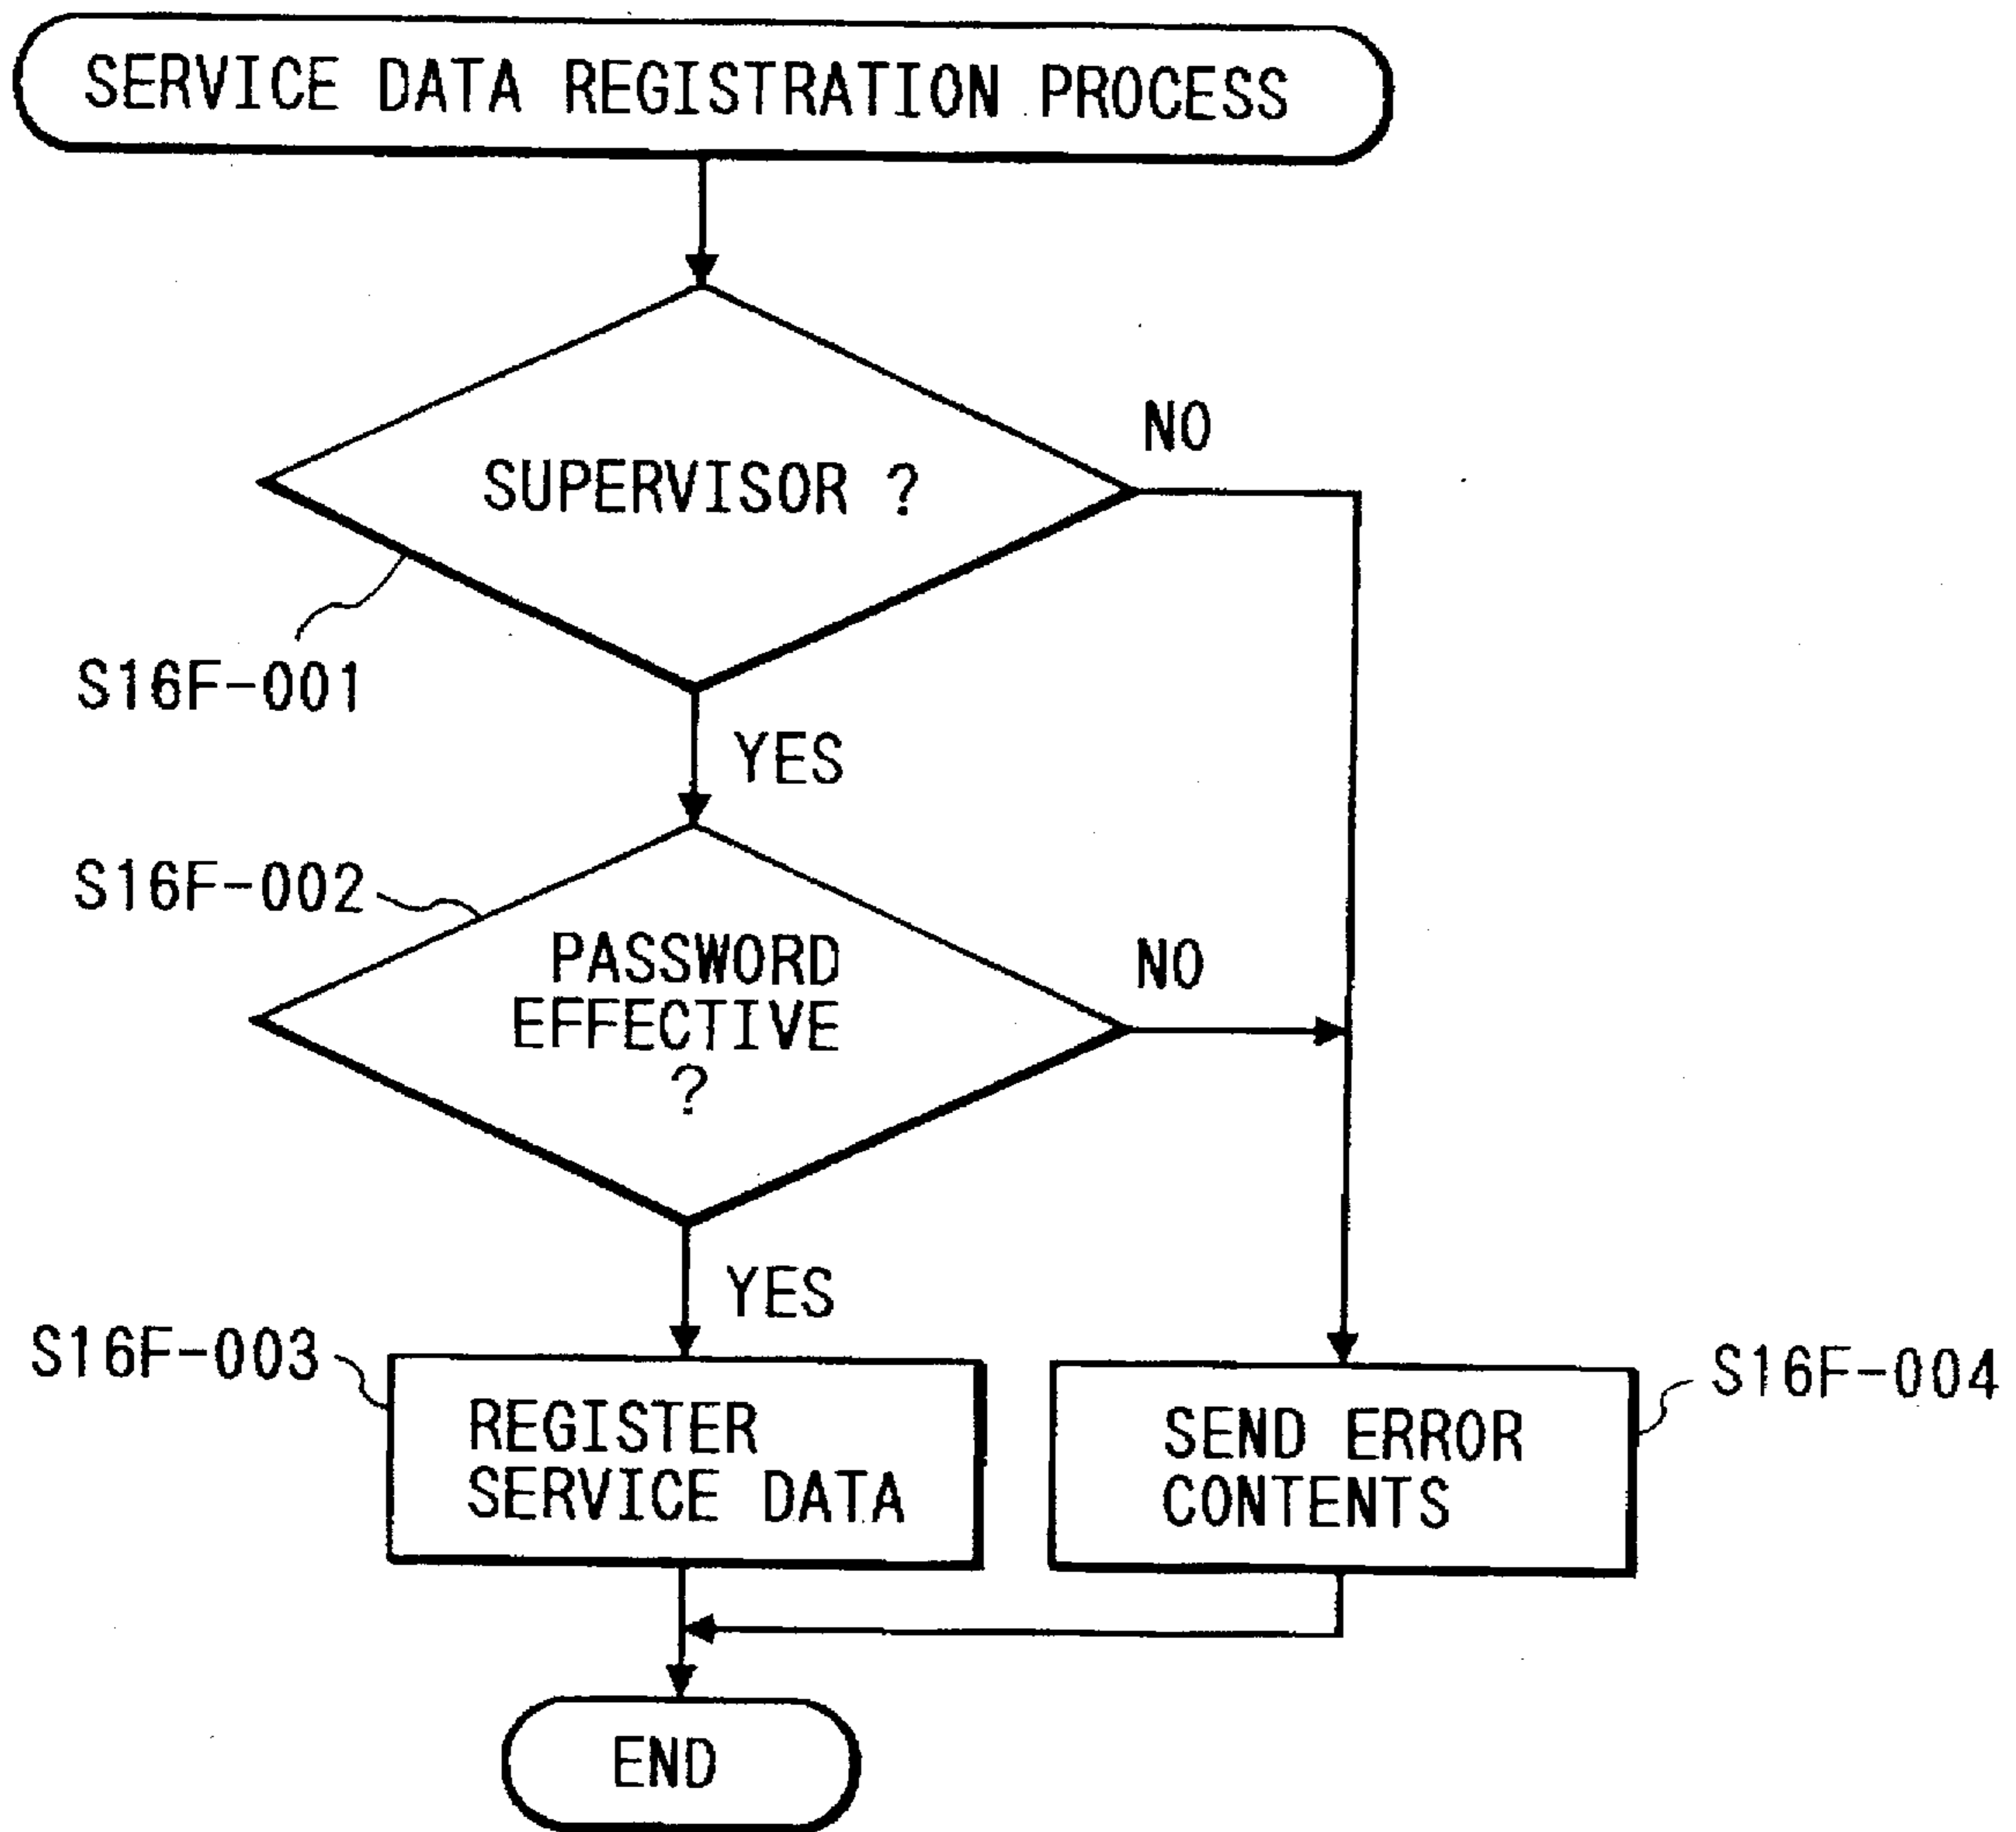 SERVICE DATA REGISTRATION PROCESS
SUPERVISOR ?
NO
S16F-001
YES
S16F-002
PASSWORD
EFFECTIVE
?
NO
YES
S16F-003
REGISTER
SERVICE DATA
SEND ERROR
CONTENTS
S16F-004
END